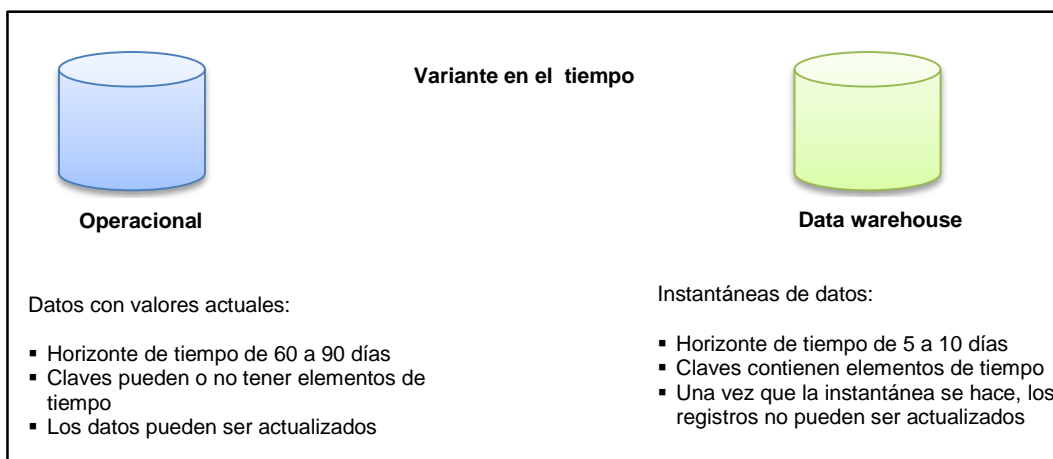 Variante en el tiempo
Operacional
Datos con valores actuales:
▪ Horizonte de tiempo de 60 a 90 días
▪ Claves pueden o no tener elementos de
tiempo
▪ Los datos pueden ser actualizados
Data warehouse
Instantáneas de datos:
▪ Horizonte de tiempo de 5 a 10 días
▪ Claves contienen elementos de tiempo
▪ Una vez que la instantánea se hace, los
registros no pueden ser actualizados